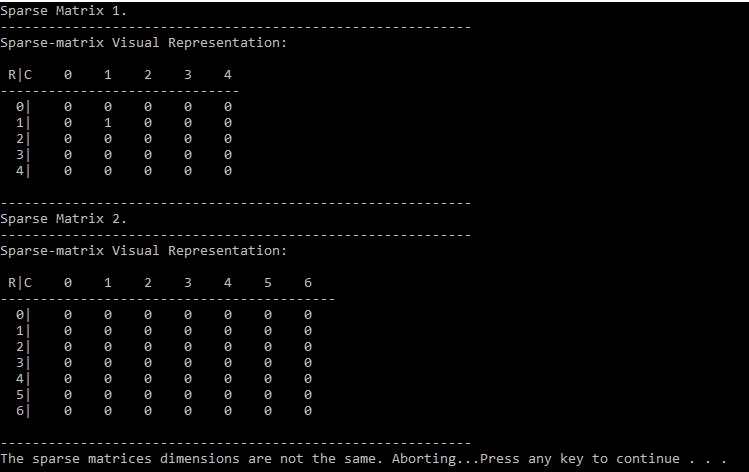 Sparse Matrix 1.
-----------------------------------------------------------
Sparse-matrix Visual Representation:
R|C    0    1    2    3    4
------------------------------
0|    0    0    0    0    0
1|    0    1    0    0    0
2|    0    0    0    0    0
3|    0    0    0    0    0
4|    0    0    0    0    0
-----------------------------------------------------------
Sparse Matrix 2.
-----------------------------------------------------------
Sparse-matrix Visual Representation:
R|C    0    1    2    3    4    5    6
------------------------------------------
0|    0    0    0    0    0    0    0
1|    0    0    0    0    0    0    0
2|    0    0    0    0    0    0    0
3|    0    0    0    0    0    0    0
4|    0    0    0    0    0    0    0
5|    0    0    0    0    0    0    0
6|    0    0    0    0    0    0    0
-----------------------------------------------------------
The sparse matrices dimensions are not the same. Aborting...Press any key to continue . . .